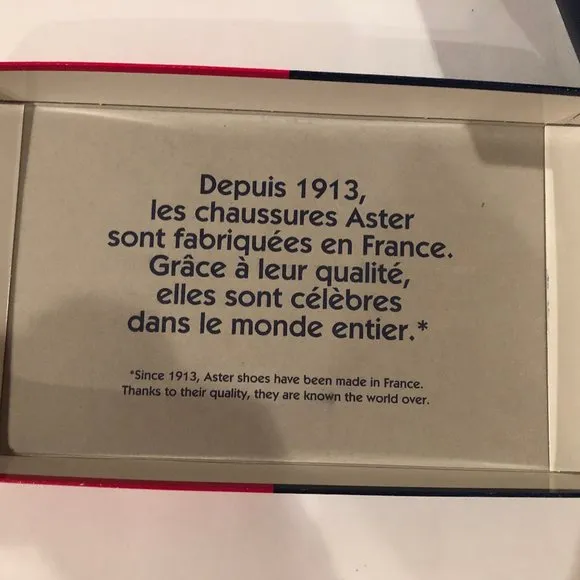 Depuis 1913,
les chaussures Aster
sont fabriquées en France.
Grâce à leur qualité,
elles sont célèbres
dans le monde entier.*
*Since 1913, Aster shoes have been made in France.
Thanks to their quality, they are known the world over.